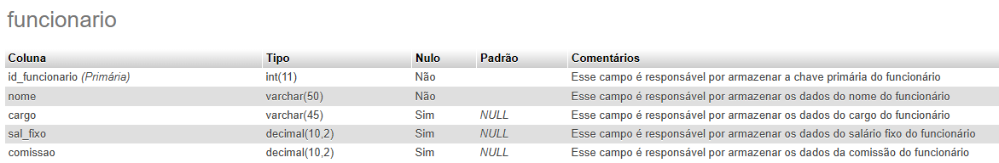 funcionario
Coluna Tipo Nulo Padrão Comentários
id_funcionario (Primária) int(11) Não Esse campo é responsável por armazenar a chave primária do funcionário
nome varchar(50) Não Esse campo é responsável por armazenar os dados do nome do funcionário
cargo varchar(45) Sim NULL Esse campo é responsável por armazenar os dados do cargo do funcionário
sal_fixo decimal(10,2) Sim NULL Esse campo é responsável por armazenar os dados do salário fixo do funcionário
comissao decimal(10,2) Sim NULL Esse campo é responsável por armazenar os dados da comissão do funcionário